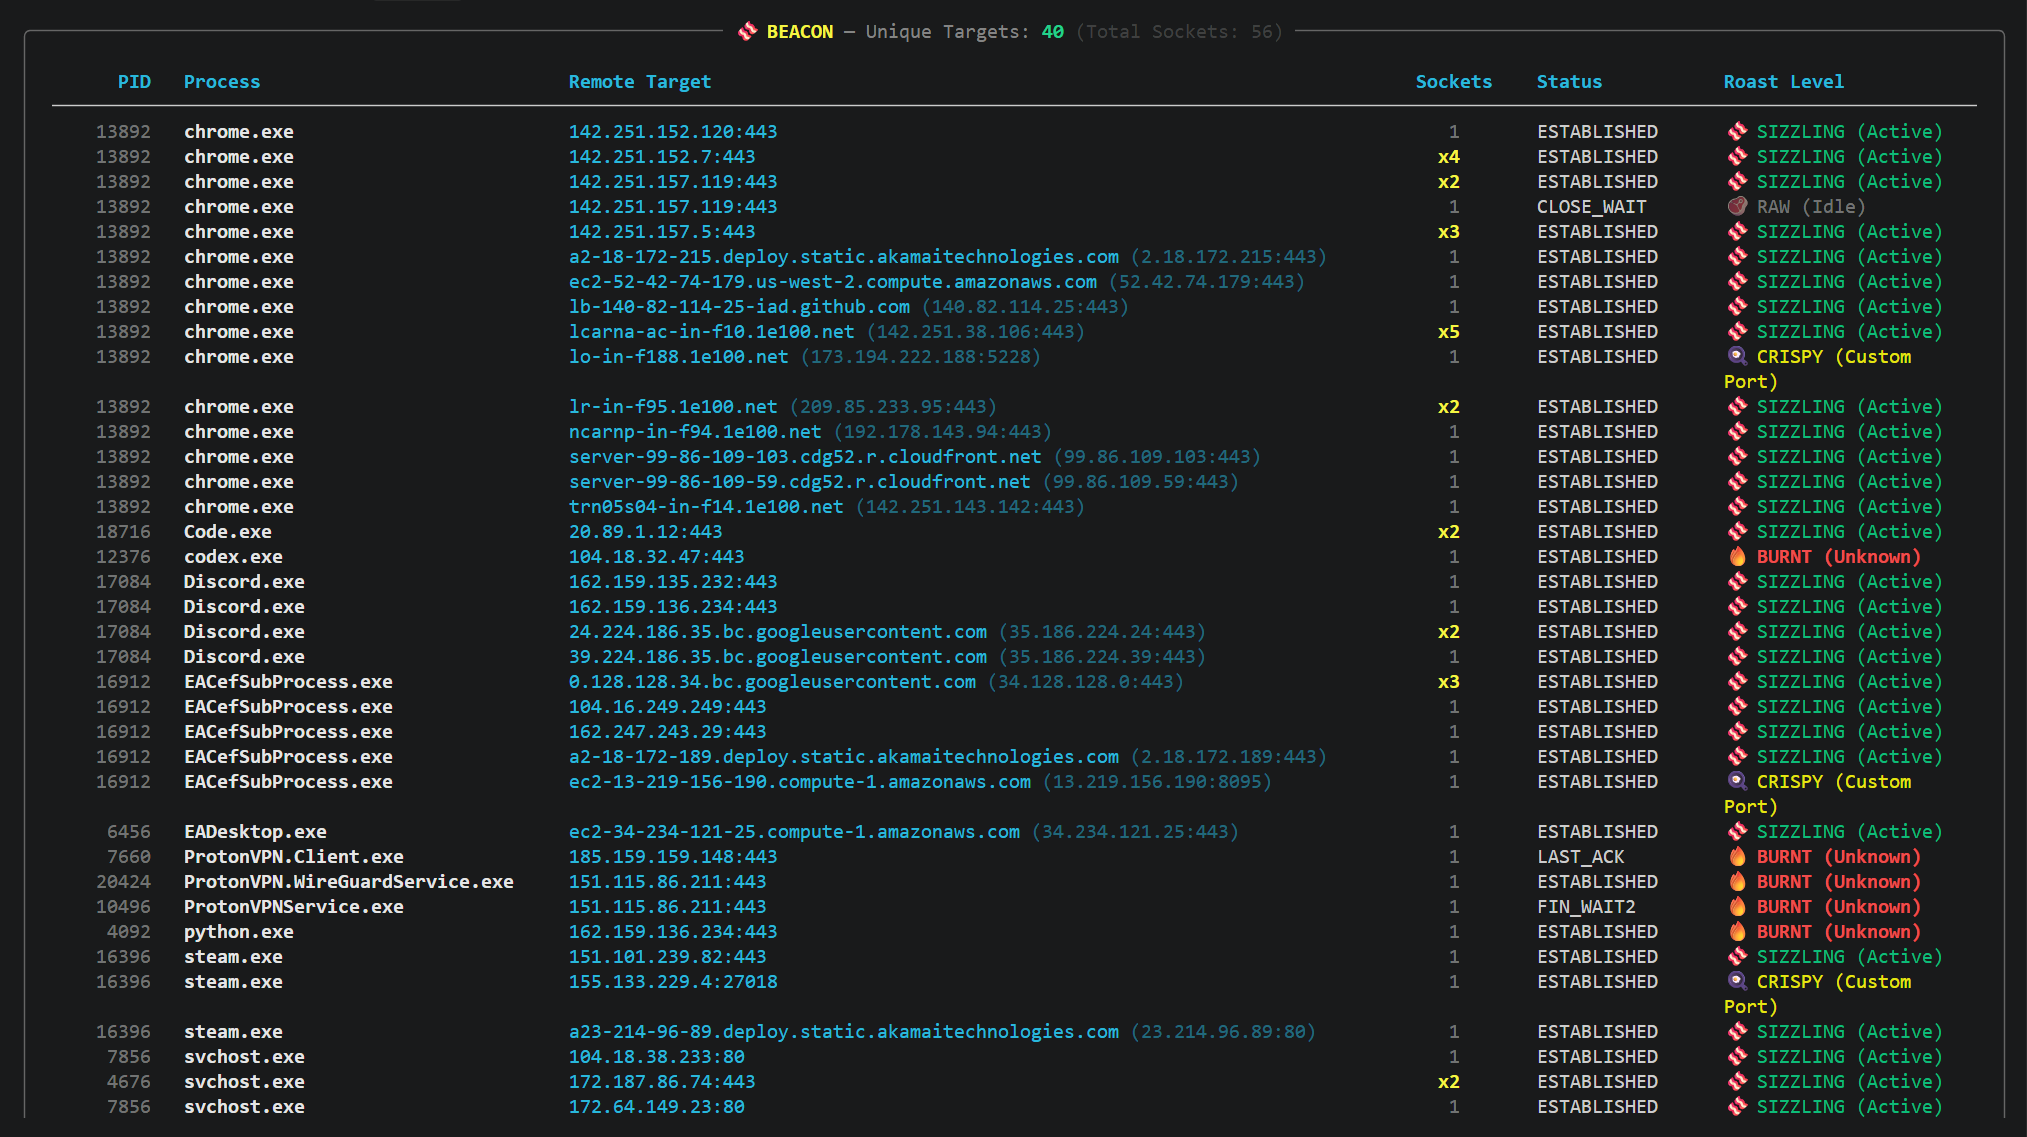 🥓 BEACON — Unique Targets: 40 (Total Sockets: 56)
PID Process Remote Target Sockets Status Roast Level
13892 chrome.exe 142.251.152.120:443 1 ESTABLISHED 🥓 SIZZLING (Active)
13892 chrome.exe 142.251.152.7:443 x4 ESTABLISHED 🥓 SIZZLING (Active)
13892 chrome.exe 142.251.157.119:443 x2 ESTABLISHED 🥓 SIZZLING (Active)
13892 chrome.exe 142.251.157.119:443 1 CLOSE_WAIT 🥩 RAW (Idle)
13892 chrome.exe 142.251.157.5:443 x3 ESTABLISHED 🥓 SIZZLING (Active)
13892 chrome.exe a2-18-172-215.deploy.static.akamaitechnologies.com (2.18.172.215:443) 1 ESTABLISHED 🥓 SIZZLING (Active)
13892 chrome.exe ec2-52-42-74-179.us-west-2.compute.amazonaws.com (52.42.74.179:443) 1 ESTABLISHED 🥓 SIZZLING (Active)
13892 chrome.exe lb-140-82-114-25-iad.github.com (140.82.114.25:443) 1 ESTABLISHED 🥓 SIZZLING (Active)
13892 chrome.exe lcarna-ac-in-f10.1e100.net (142.251.38.106:443) x5 ESTABLISHED 🥓 SIZZLING (Active)
13892 chrome.exe lo-in-f188.1e100.net (173.194.222.188:5228) 1 ESTABLISHED 🍳 CRISPY (Custom
Port)
13892 chrome.exe lr-in-f95.1e100.net (209.85.233.95:443) x2 ESTABLISHED 🥓 SIZZLING (Active)
13892 chrome.exe ncarnp-in-f94.1e100.net (192.178.143.94:443) 1 ESTABLISHED 🥓 SIZZLING (Active)
13892 chrome.exe server-99-86-109-103.cdg52.r.cloudfront.net (99.86.109.103:443) 1 ESTABLISHED 🥓 SIZZLING (Active)
13892 chrome.exe server-99-86-109-59.cdg52.r.cloudfront.net (99.86.109.59:443) 1 ESTABLISHED 🥓 SIZZLING (Active)
13892 chrome.exe trn05s04-in-f14.1e100.net (142.251.143.142:443) 1 ESTABLISHED 🥓 SIZZLING (Active)
18716 Code.exe 20.89.1.12:443 x2 ESTABLISHED 🥓 SIZZLING (Active)
12376 codex.exe 104.18.32.47:443 1 ESTABLISHED 🔥 BURNT (Unknown)
17084 Discord.exe 162.159.135.232:443 1 ESTABLISHED 🥓 SIZZLING (Active)
17084 Discord.exe 162.159.136.234:443 1 ESTABLISHED 🥓 SIZZLING (Active)
17084 Discord.exe 24.224.186.35.bc.googleusercontent.com (35.186.224.24:443) x2 ESTABLISHED 🥓 SIZZLING (Active)
17084 Discord.exe 39.224.186.35.bc.googleusercontent.com (35.186.224.39:443) 1 ESTABLISHED 🥓 SIZZLING (Active)
16912 EACefSubProcess.exe 0.128.128.34.bc.googleusercontent.com (34.128.128.0:443) x3 ESTABLISHED 🥓 SIZZLING (Active)
16912 EACefSubProcess.exe 104.16.249.249:443 1 ESTABLISHED 🥓 SIZZLING (Active)
16912 EACefSubProcess.exe 162.247.243.29:443 1 ESTABLISHED 🥓 SIZZLING (Active)
16912 EACefSubProcess.exe a2-18-172-189.deploy.static.akamaitechnologies.com (2.18.172.189:443) 1 ESTABLISHED 🥓 SIZZLING (Active)
16912 EACefSubProcess.exe ec2-13-219-156-190.compute-1.amazonaws.com (13.219.156.190:8095) 1 ESTABLISHED 🍳 CRISPY (Custom
Port)
6456 EADesktop.exe ec2-34-234-121-25.compute-1.amazonaws.com (34.234.121.25:443) 1 ESTABLISHED 🥓 SIZZLING (Active)
7660 ProtonVPN.Client.exe 185.159.159.148:443 1 LAST_ACK 🔥 BURNT (Unknown)
20424 ProtonVPN.WireGuardService.exe 151.115.86.211:443 1 ESTABLISHED 🔥 BURNT (Unknown)
10496 ProtonVPNService.exe 151.115.86.211:443 1 FIN_WAIT2 🔥 BURNT (Unknown)
4092 python.exe 162.159.136.234:443 1 ESTABLISHED 🔥 BURNT (Unknown)
16396 steam.exe 151.101.239.82:443 1 ESTABLISHED 🥓 SIZZLING (Active)
16396 steam.exe 155.133.229.4:27018 1 ESTABLISHED 🍳 CRISPY (Custom
Port)
16396 steam.exe a23-214-96-89.deploy.static.akamaitechnologies.com (23.214.96.89:80) 1 ESTABLISHED 🥓 SIZZLING (Active)
7856 svchost.exe 104.18.38.233:80 1 ESTABLISHED 🥓 SIZZLING (Active)
4676 svchost.exe 172.187.86.74:443 x2 ESTABLISHED 🥓 SIZZLING (Active)
7856 svchost.exe 172.64.149.23:80 1 ESTABLISHED 🥓 SIZZLING (Active)